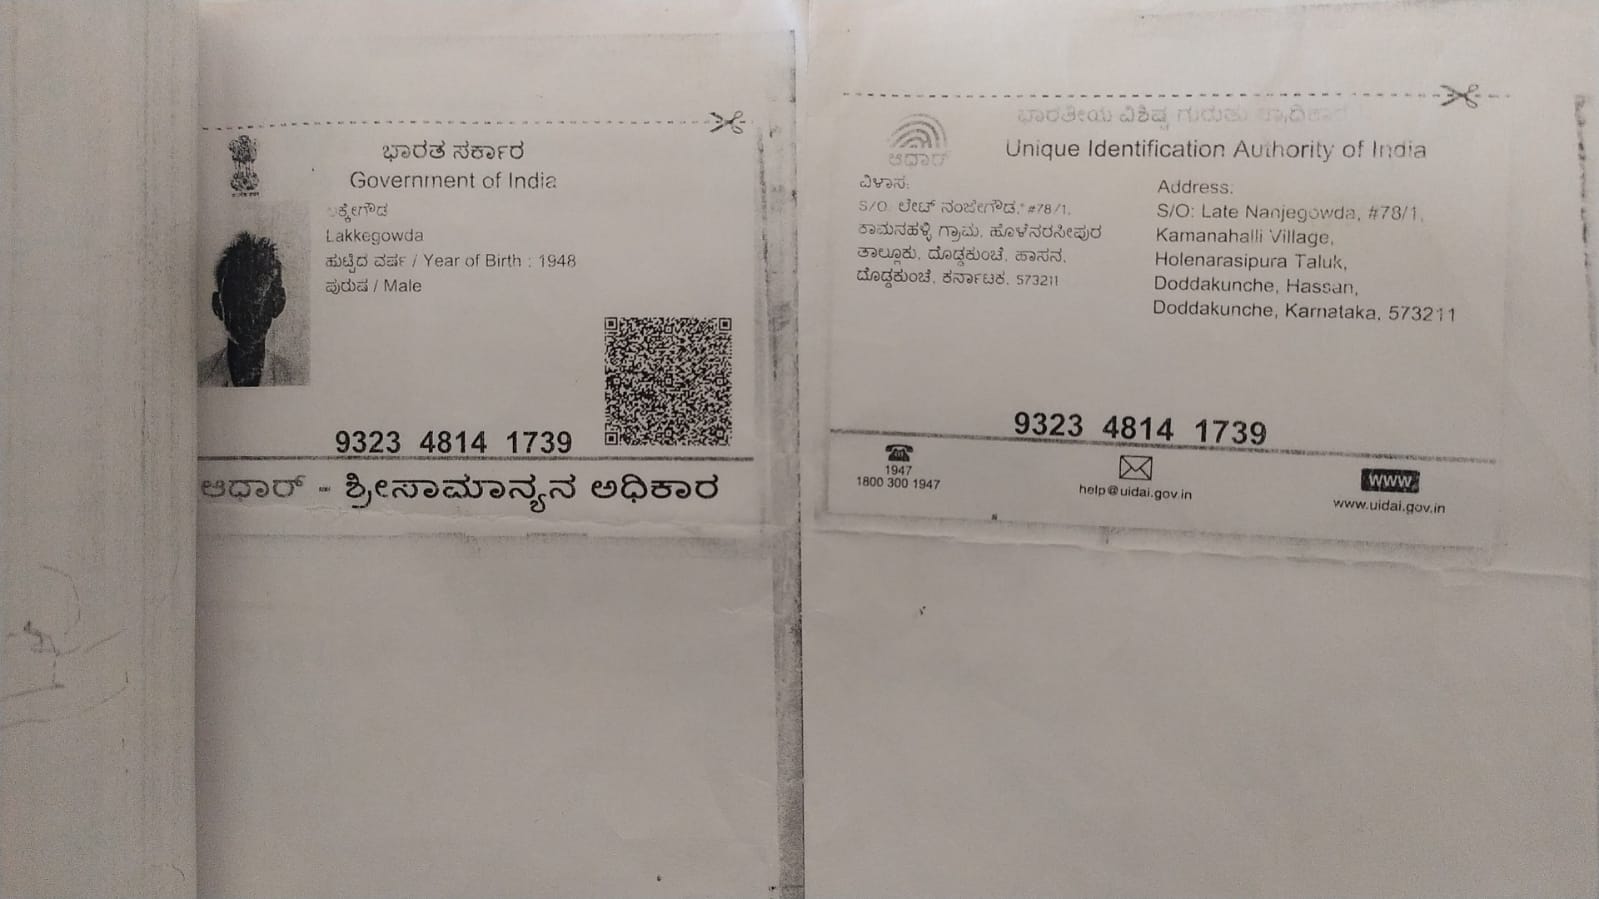 ಭಾರತ ಸರ್ಕಾರ
Government of India
Lakkegowda
ಹುಟ್ಟಿದ ವರ್ಷ / Year of Birth : 1948
ಪುರುಷ / Male
9323 4814 1739
ಆಧಾರ್ - ಶ್ರೀಸಾಮಾನ್ಯನ ಅಧಿಕಾರ
ಭಾರತೀಯ ವಿಶಿಷ್ಟ ಗುರುತು
ಆಧಾರ್
Unique Identification Authority of India
ವಿಳಾಸ:
S/O: ಲೇಟ್ ನಂಜೇಗೌಡ, #78/1,
ಕಾಮನಹಳ್ಳಿ ಗ್ರಾಮ, ಹೊಳೆನರಸೀಪುರ
ತಾಲ್ಲೂಕು, ದೊಡ್ಡಕುಂಚೆ, ಹಾಸನ,
ದೊಡ್ಡಕುಂಚೆ, ಕರ್ನಾಟಕ, 573211
Address:
S/O: Late Nanjegowda, #78/1,
Kamanahalli Village,
Holenarasipura Taluk,
Doddakunche, Hassan,
Doddakunche, Karnataka, 573211
9323 4814 1739
1947
1800 300 1947
help@uidai.gov.in
www
www.uidai.gov.in